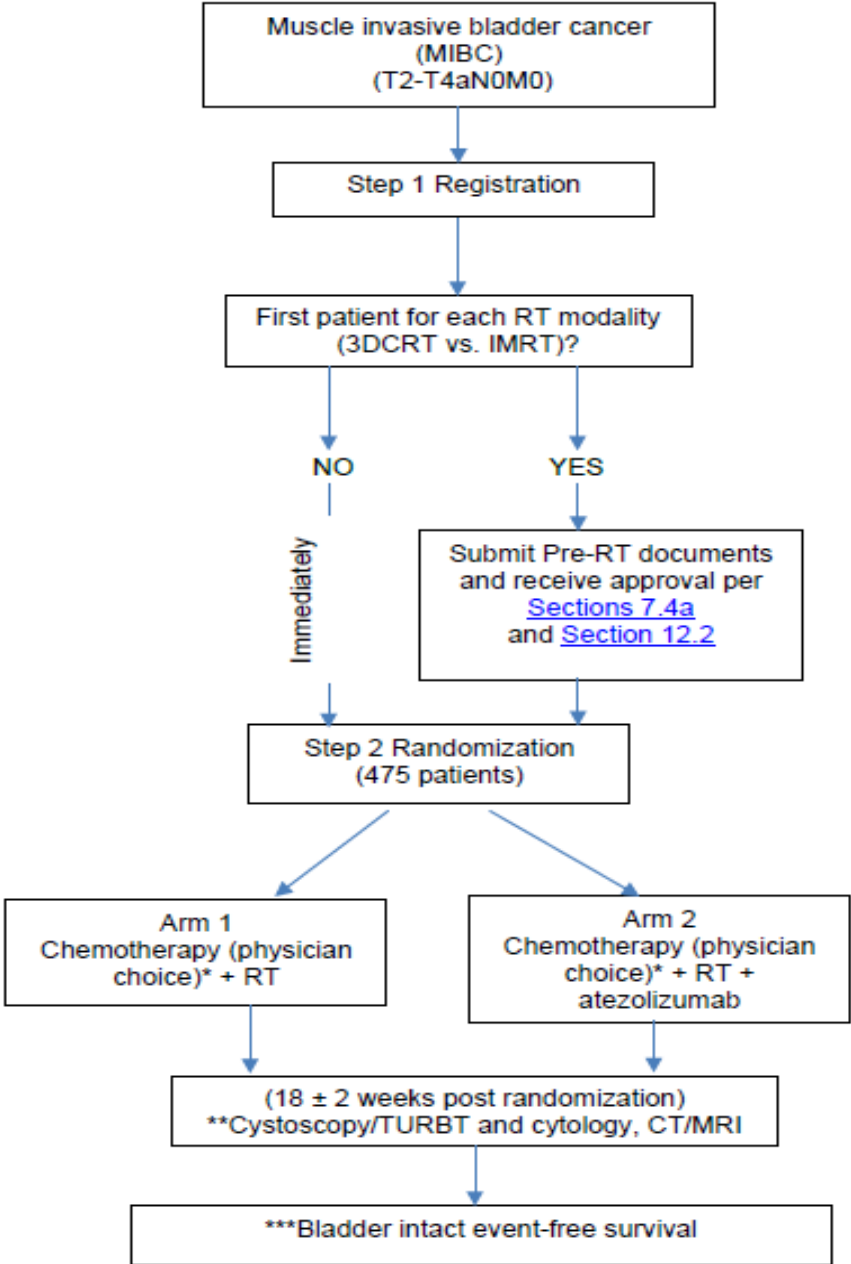 Muscle invasive bladder cancer
(MIBC)
(T2-T4aN0M0)
Step 1 Registration
First patient for each RT modality
(3DCRT vs. IMRT)?
NO
YES
Immediately
Submit Pre-RT documents
and receive approval per
Sections 7.4a
and Section 12.2
Step 2 Randomization
(475 patients)
Arm 1
Chemotherapy (physician
choice)* + RT
Arm 2
Chemotherapy (physician
choice)* + RT +
atezolizumab
(18 ± 2 weeks post randomization)
**Cystoscopy/TURBT and cytology, CT/MRI
***Bladder intact event-free survival